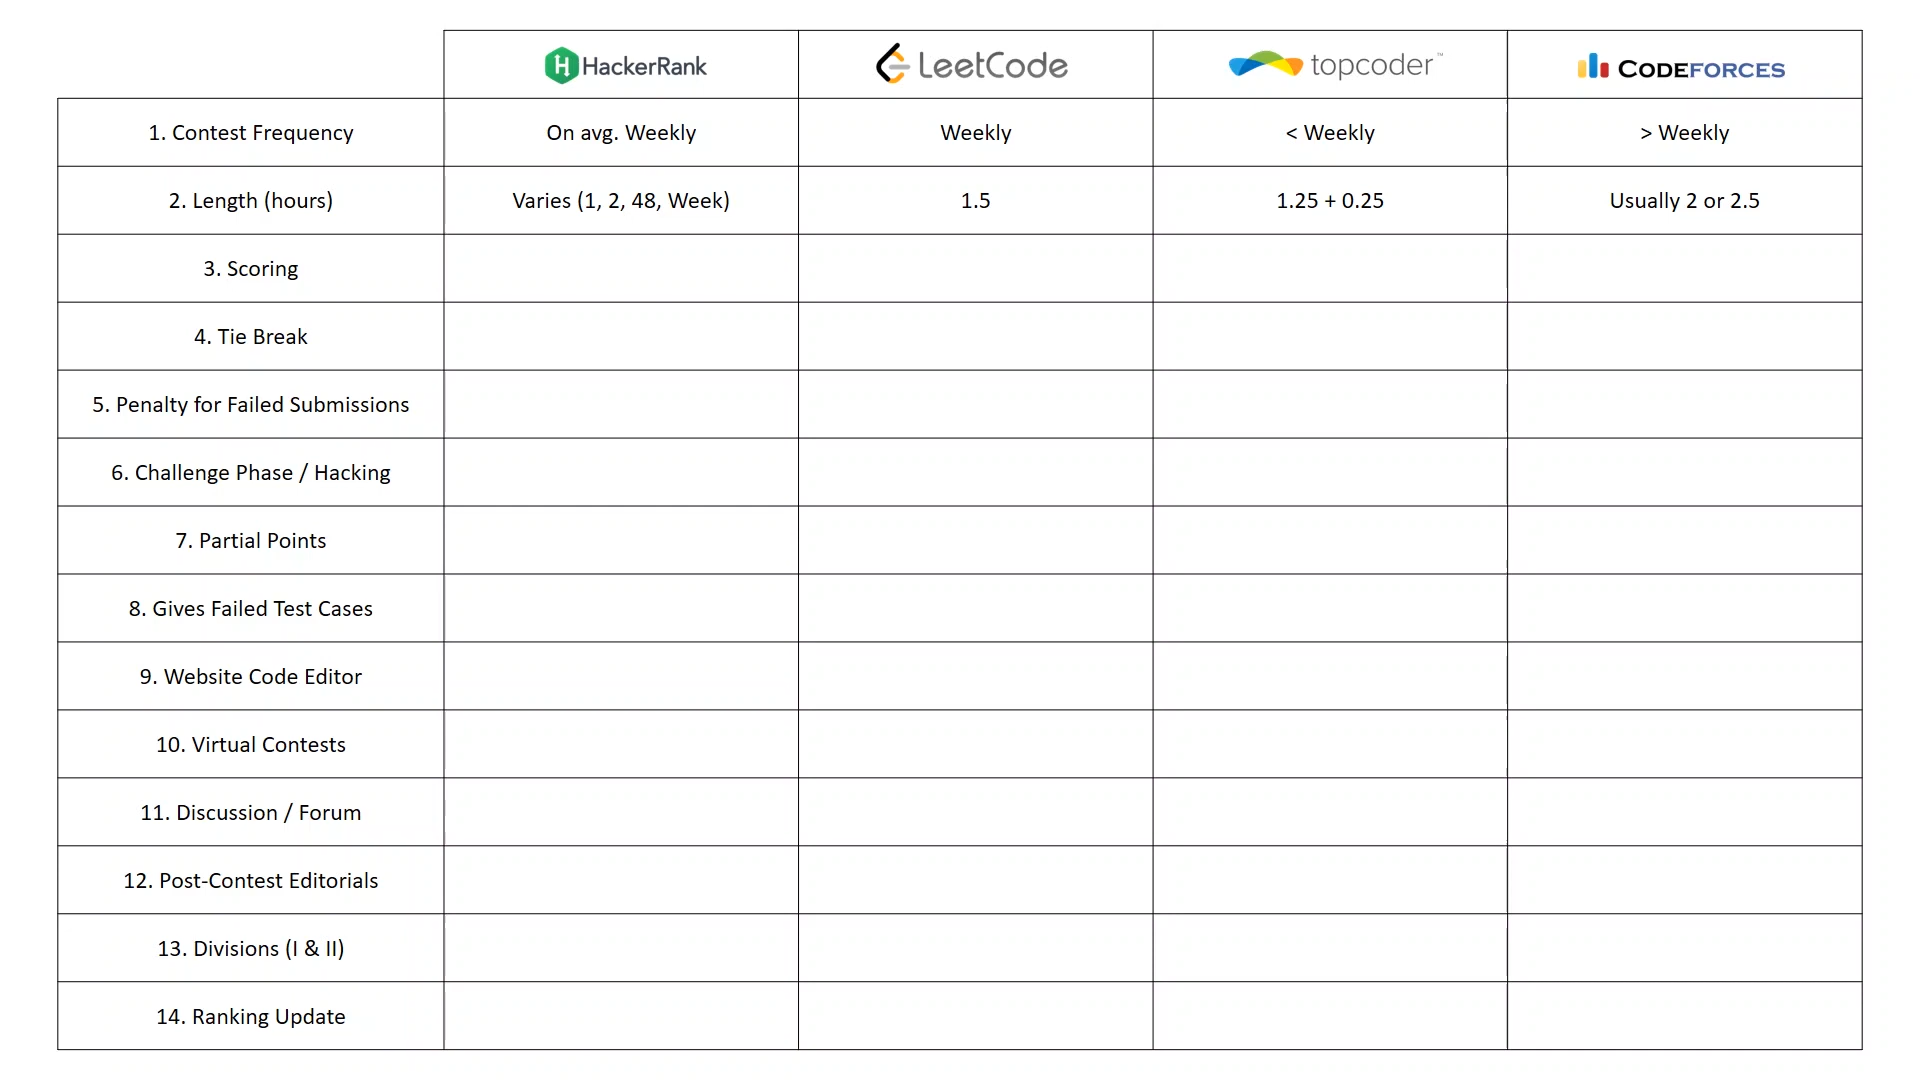 HackerRank LeetCode topcoder™ CODEFORCES
1. Contest Frequency On avg. Weekly Weekly < Weekly > Weekly
2. Length (hours) Varies (1, 2, 48, Week) 1.5 1.25 + 0.25 Usually 2 or 2.5
3. Scoring
4. Tie Break
5. Penalty for Failed Submissions
6. Challenge Phase / Hacking
7. Partial Points
8. Gives Failed Test Cases
9. Website Code Editor
10. Virtual Contests
11. Discussion / Forum
12. Post-Contest Editorials
13. Divisions (I & II)
14. Ranking Update